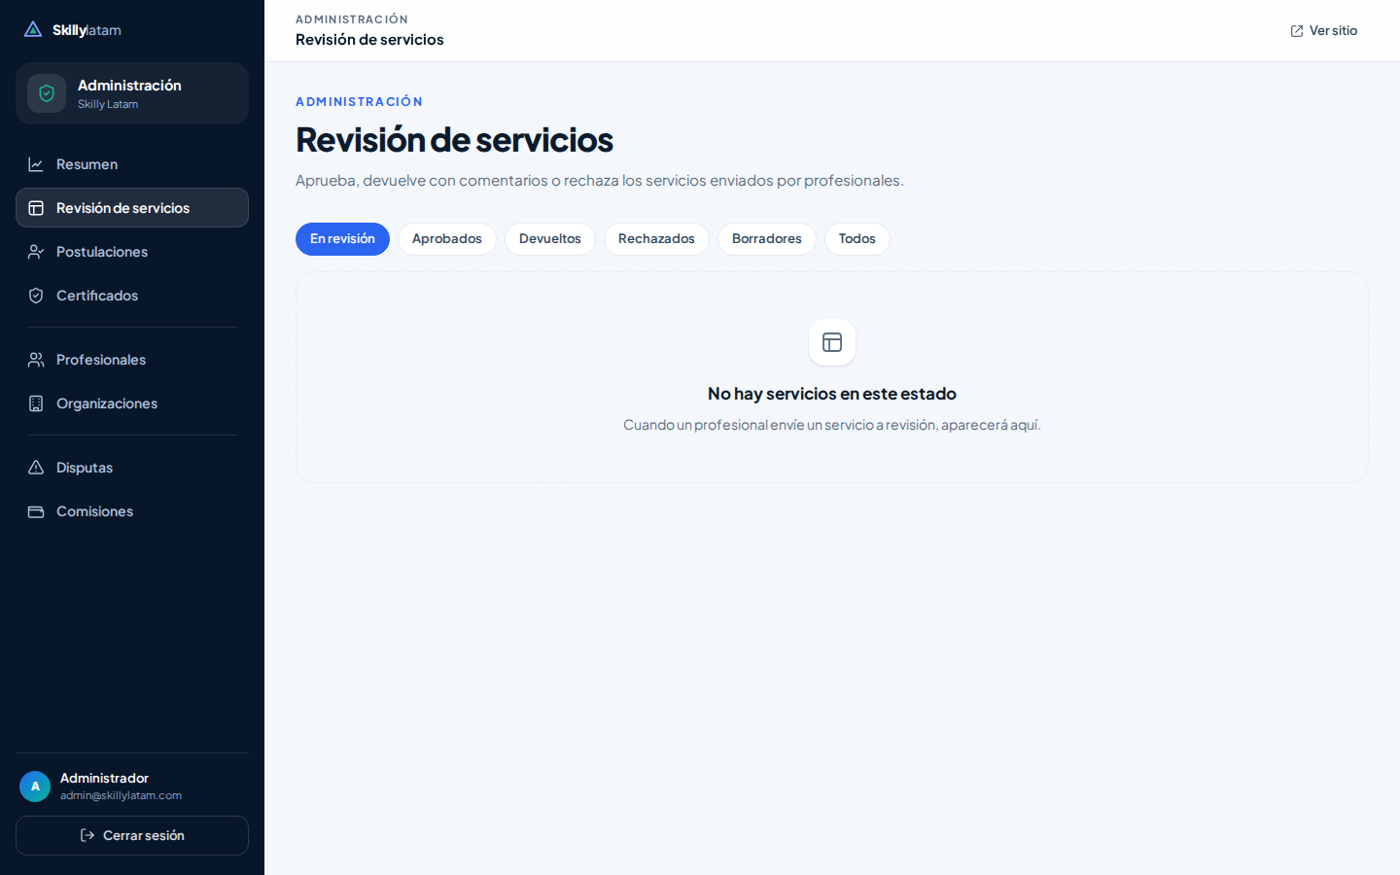 Skillylatam
Administración
Skilly Latam
Resumen
Revisión de servicios
Postulaciones
Certificados
Profesionales
Organizaciones
Disputas
Comisiones
A
Administrador
admin@skillylatam.com
Cerrar sesión
ADMINISTRACIÓN
Revisión de servicios
Ver sitio
ADMINISTRACIÓN
Revisión de servicios
Aprueba, devuelve con comentarios o rechaza los servicios enviados por profesionales.
En revisión Aprobados Devueltos Rechazados Borradores Todos
No hay servicios en este estado
Cuando un profesional envíe un servicio a revisión, aparecerá aquí.